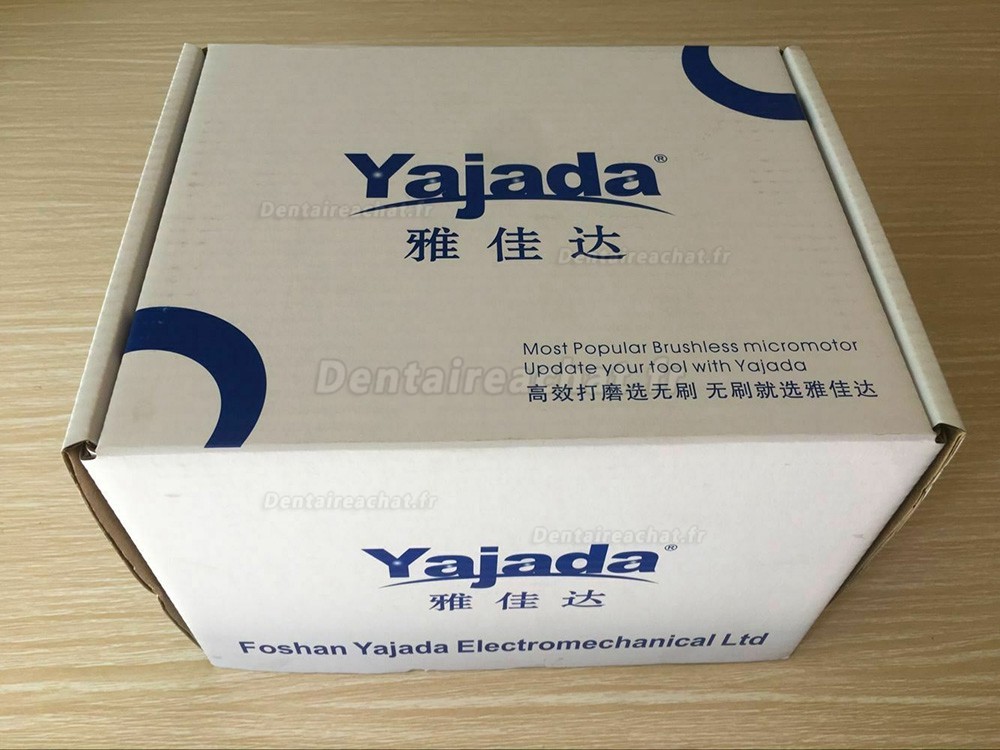 Yajada®
Dentaireachat.fr
雅佳达
Dentaireachat.fr
Most Popular Brushless micromotor
Update your tool with Yajada
Dentaireachat.fr
高效打磨选无刷 无刷就选雅佳达
Dentaireachat.fr
Dentaireachat.fr
Yajada®
雅佳达
Foshan Yajada Electromechanical Ltd